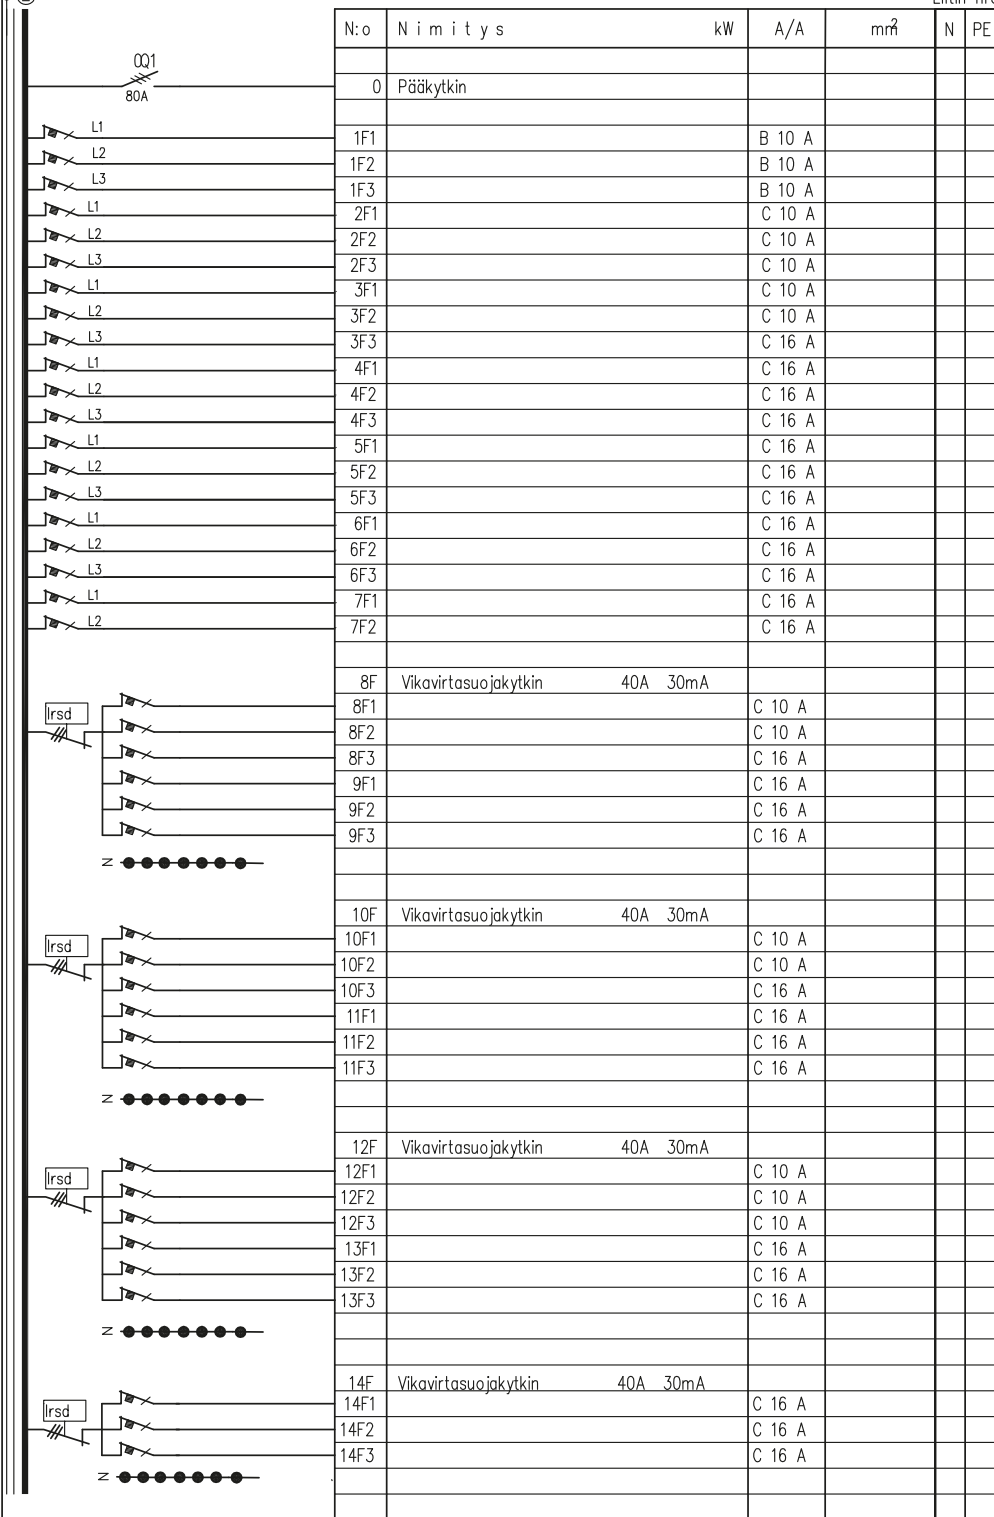 N:o N i m i t y s kW A/A mm² N PE
0Q1
80A
0 Pääkytkin
L1 1F1 B 10 A
L2 1F2 B 10 A
L3 1F3 B 10 A
L1 2F1 C 10 A
L2 2F2 C 10 A
L3 2F3 C 10 A
L1 3F1 C 10 A
L2 3F2 C 10 A
L3 3F3 C 16 A
L1 4F1 C 16 A
L2 4F2 C 16 A
L3 4F3 C 16 A
L1 5F1 C 16 A
L2 5F2 C 16 A
L3 5F3 C 16 A
L1 6F1 C 16 A
L2 6F2 C 16 A
L3 6F3 C 16 A
L1 7F1 C 16 A
L2 7F2 C 16 A
8F Vikavirtasuojakytkin 40A 30mA
Irsd
8F1 C 10 A
8F2 C 10 A
8F3 C 16 A
9F1 C 16 A
9F2 C 16 A
9F3 C 16 A
N
10F Vikavirtasuojakytkin 40A 30mA
Irsd
10F1 C 10 A
10F2 C 10 A
10F3 C 16 A
11F1 C 16 A
11F2 C 16 A
11F3 C 16 A
N
12F Vikavirtasuojakytkin 40A 30mA
Irsd
12F1 C 10 A
12F2 C 10 A
12F3 C 10 A
13F1 C 16 A
13F2 C 16 A
13F3 C 16 A
N
14F Vikavirtasuojakytkin 40A 30mA
Irsd
14F1 C 16 A
14F2 C 16 A
14F3 C 16 A
N